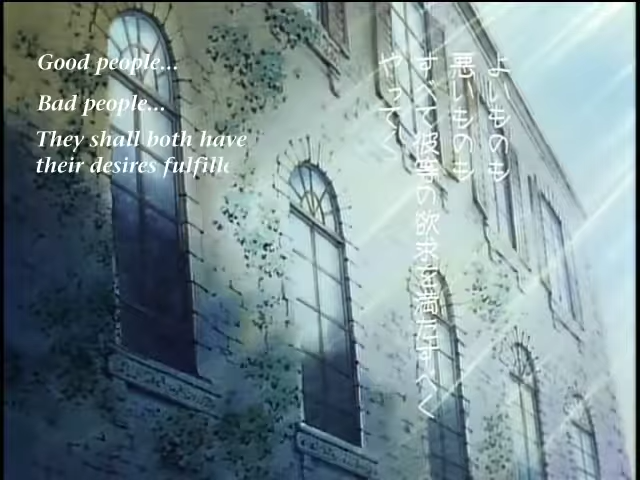 Good people...
Bad people...
They shall both have
their desires fulfill
よいものも
悪いものも
すべて彼等の欲求を満たすべく
やってく